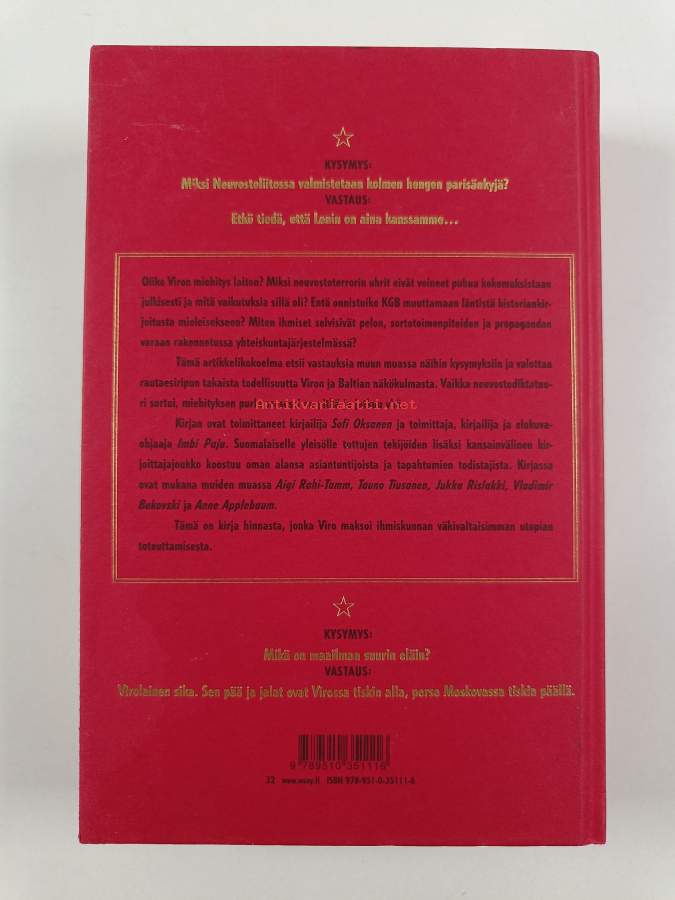 KYSYMYS:
Miksi Neuvostoliitossa valmistetaan kolmen hengen parisänkyjä?
VASTAUS:
Etkö tiedä, että Lenin on aina kanssamme...
Oliko Viron miehitys laiton? Miksi neuvostoterrorin uhrit eivät voineet puhua kokemuksistaan
julkisesti ja mitä vaikutuksia sillä oli? Entä onnistuiko KGB muuttamaan läntistä historiankir-
joitusta mieleisekseen? Miten ihmiset selvisivät pelon, sortotoimenpiteiden ja propagandan
varaan rakennetussa yhteiskuntajärjestelmässä?
Tämä artikkelikokoelma etsii vastauksia muun muassa näihin kysymyksiin ja valottaa
rautaesiripun takaista todellisuutta Viron ja Baltian näkökulmasta. Vaikka neuvostodiktatuu-
ri sortui, miehityksen
Antikvariaatti.net
Kirjan ovat toimittaneet kirjailija Sofi Oksanen ja toimittaja, kirjailija ja elokuva-
ohjaaja Imbi Paju. Suomalaiselle yleisölle tuttujen tekijöiden lisäksi kansainvälinen kir-
joittajajoukko koostuu oman alansa asiantuntijoista ja tapahtumien todistajista. Kirjassa
ovat mukana muiden muassa Aigi Rahi-Tamm, Tauno Tiusanen, Jukka Rislakki, Vladimir
Bukovski ja Anne Applebaum.
Tämä on kirja hinnasta, jonka Viro maksoi ihmiskunnan väkivaltaisimman utopian
toteuttamisesta.
KYSYMYS:
Mikä on maailman suurin eläin?
VASTAUS:
Virolainen sika. Sen pää ja jalat ovat Virossa tiskin alla, perse Moskovassa tiskin päällä.
9 789510 351116
32 www.wsoy.fi ISBN 978-951-0-35111-6